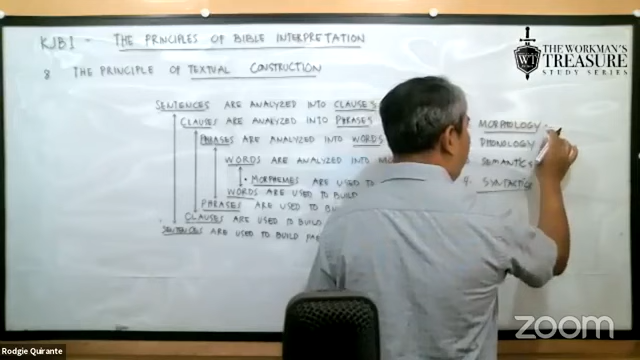 KJBI - THE PRINCIPLES OF BIBLE INTERPRETATION
8 THE PRINCIPLE OF TEXTUAL CONSTRUCTION
SENTENCES ARE ANALYZED INTO CLAUSES
CLAUSES ARE ANALYZED INTO PHRASES
PHRASES ARE ANALYZED INTO WORDS
WORDS ARE ANALYZED INTO
• MORPHEMES ARE USED TO
WORDS ARE USED TO BUILD
PHRASES ARE USED TO
CLAUSES ARE USED TO BUILD
SENTENCES ARE USED TO BUILD
MORPHOLOGY -
PHONOLOGY
SEMANTICS
4. SYNTACTICS
THE WORKMAN'S
TREASURE
STUDY SERIES
WT
zoom
Rodgie Quirante